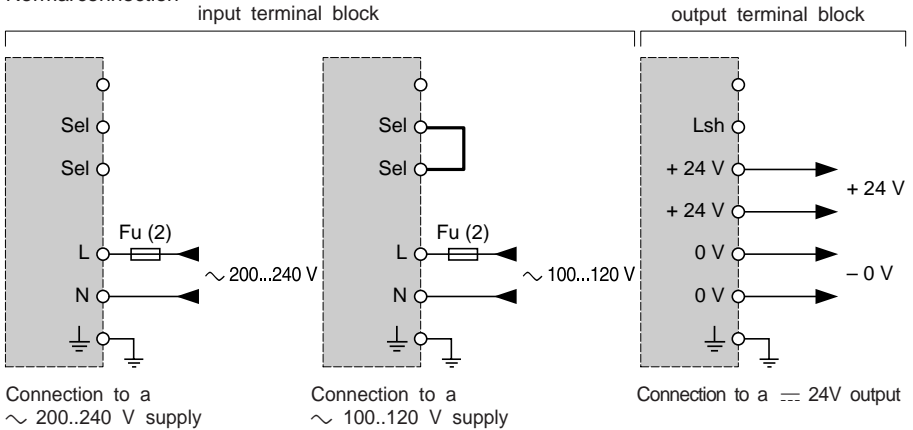 Normal connection
input terminal block
output terminal block
Sel
Sel
Fu (2)
L
N
∼ 200...240 V
Connection to a
∼ 200..240 V supply
Sel
Sel
Fu (2)
L
N
∼ 100...120 V
Connection to a
∼ 100..120 V supply
Lsh
+ 24 V
+ 24 V
+ 24 V
0 V
0 V
– 0 V
Connection to a ⎓ 24V output